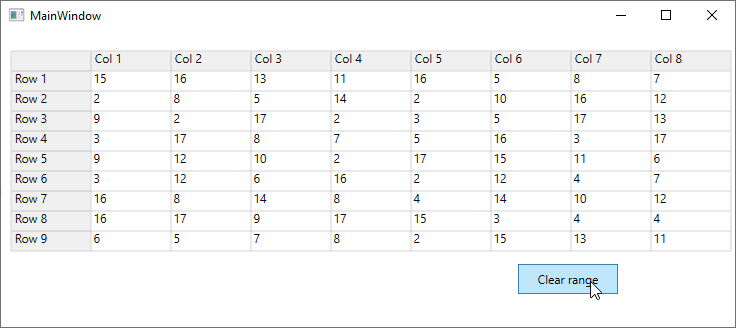 MainWindow
Col 1 Col 2 Col 3 Col 4 Col 5 Col 6 Col 7 Col 8
Row 1 15 16 13 11 16 5 8 7
Row 2 2 8 5 14 2 10 16 12
Row 3 9 2 17 2 3 5 17 13
Row 4 3 17 8 7 5 16 3 17
Row 5 9 12 10 2 17 15 11 6
Row 6 3 12 6 16 2 12 4 7
Row 7 16 8 14 8 4 14 10 12
Row 8 16 17 9 17 15 3 4 4
Row 9 6 5 7 8 2 15 13 11
Clear range